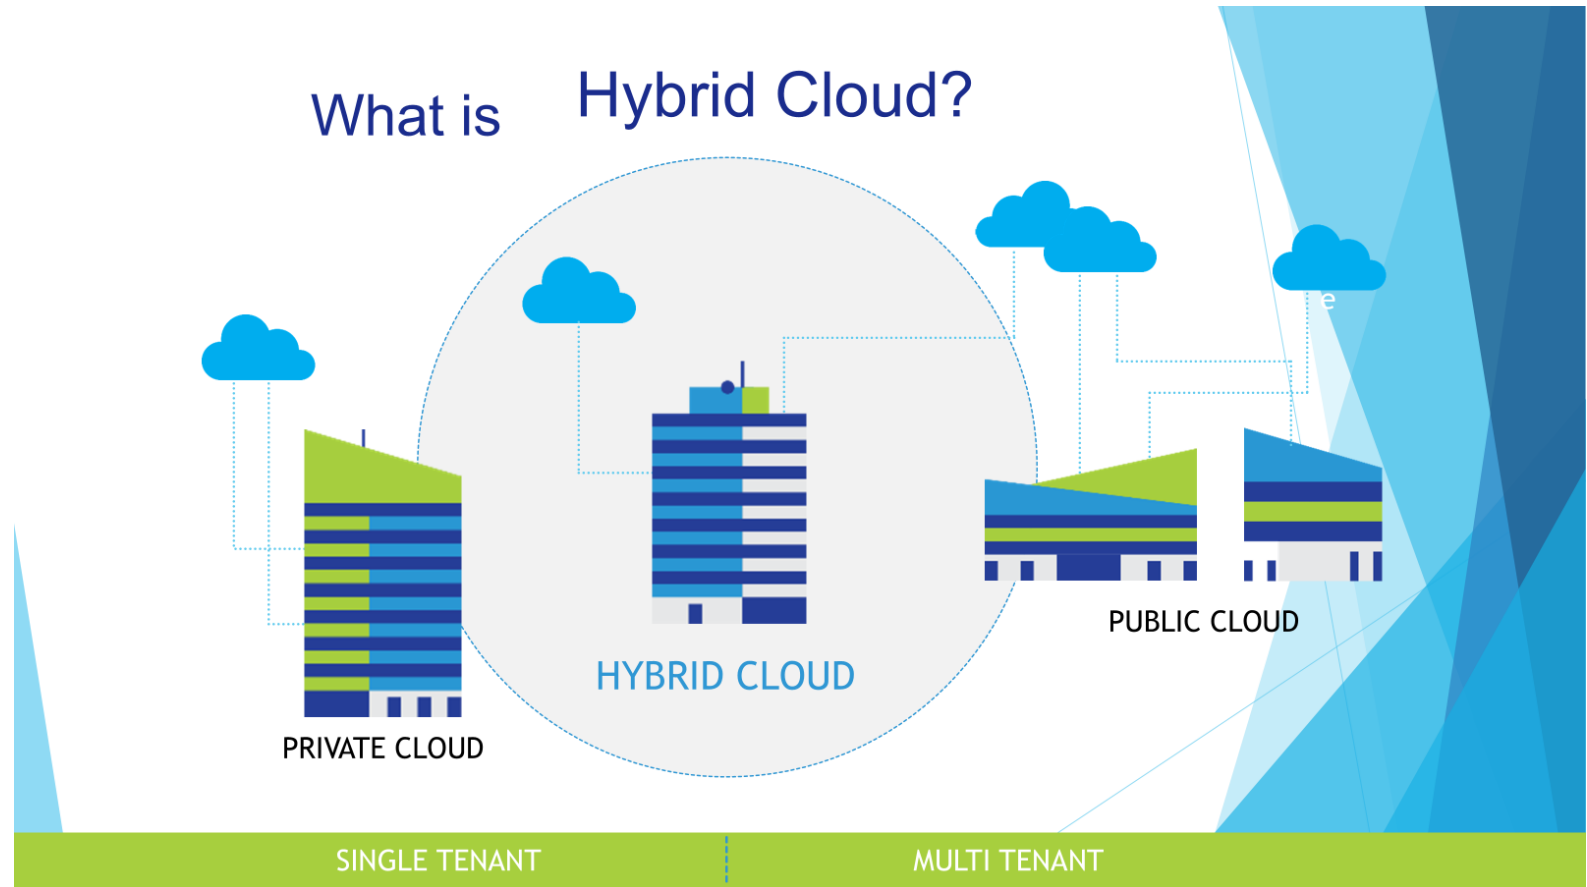 What is Hybrid Cloud?
e
HYBRID CLOUD
PUBLIC CLOUD
PRIVATE CLOUD
SINGLE TENANT
MULTI TENANT